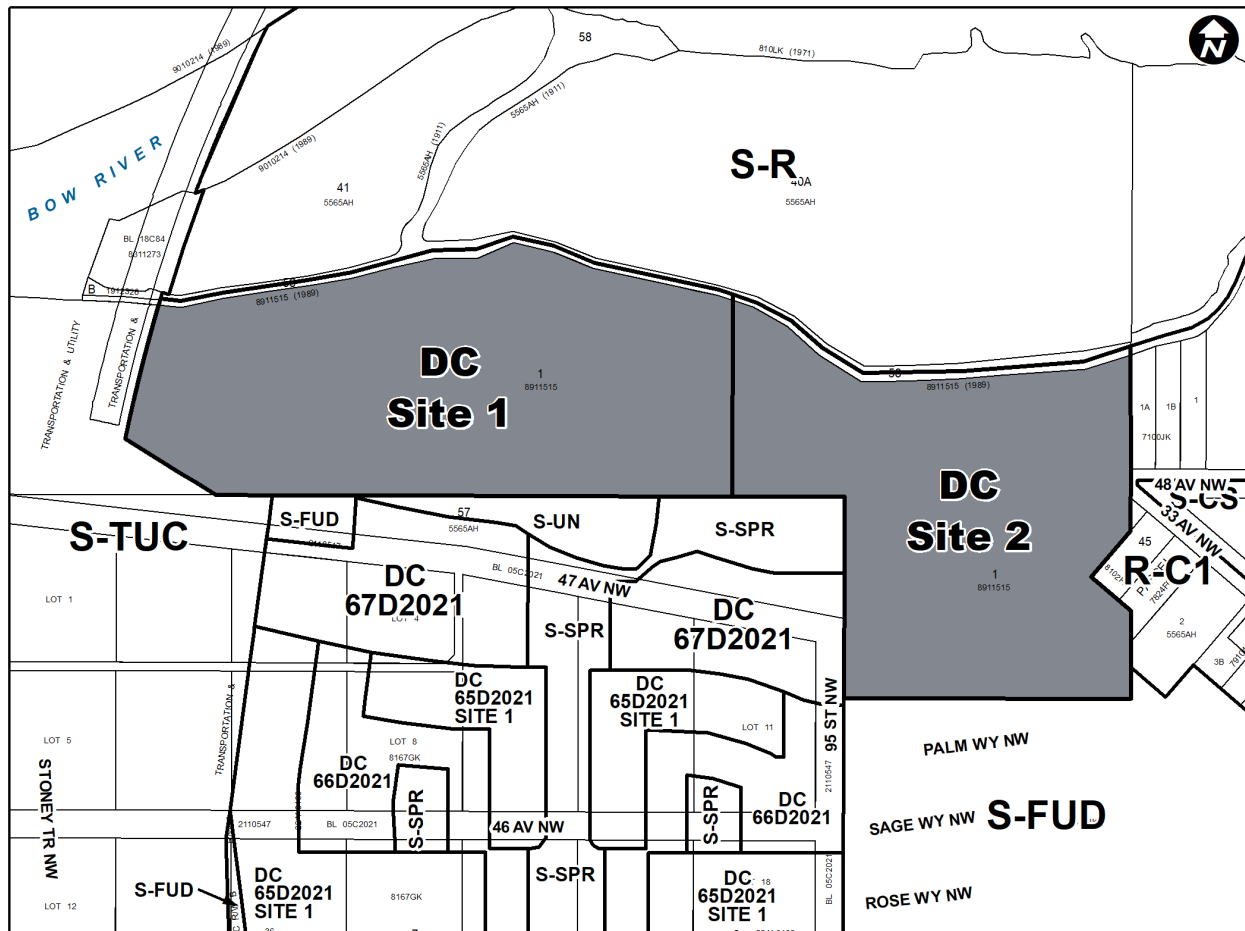 N
58
810LK (1971)
9010214 (1989)
5565AH (1911)
BOW RIVER
9010214 (1989)
5565AH (1911)
S-R
40A
5565AH
41
5565AH
BL 18C84
8311273
B
1912326
8911515 (1989)
TRANSPORTATION & UTILITY
TRANSPORTATION &
DC
Site 1
1
8911515
58
8911515 (1989)
1A
1B
1
7100JK
DC
Site 2
1
8911515
48 AV NW
S-CS
33 AV NW
45
R-C1
2
5565AH
3B
S-TUC
S-FUD
57
5565AH
S-UN
S-SPR
BL 05C2021
47 AV NW
DC
67D2021
LOT 4
LOT 1
S-SPR
DC
67D2021
DC
65D2021
SITE 1
DC
65D2021
SITE 1
LOT 11
95 ST NW
TRANSPORTATION &
LOT 5
LOT 8
8167GK
DC
66D2021
S-SPR
S-SPR
DC
66D2021
2110547
PALM WY NW
STONEY TR NW
2110547
BL 05C2021
46 AV NW
SAGE WY NW
S-FUD
S-FUD
DC
65D2021
SITE 1
8167GK
S-SPR
DC
65D2021
SITE 1
18
BL 05C2021
ROSE WY NW
LOT 12